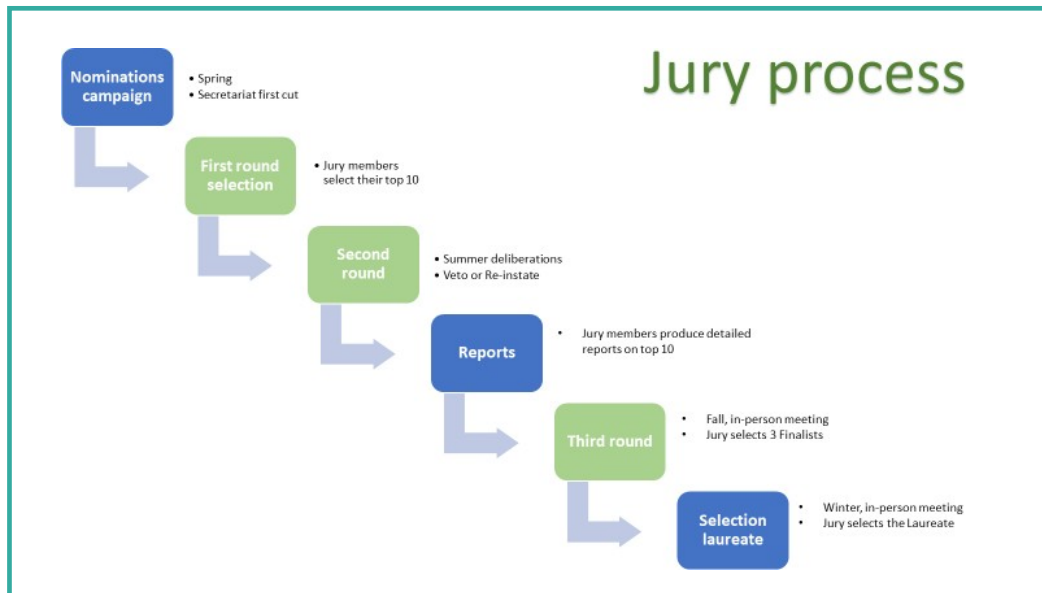 Jury process
Nominations
campaign
• Spring
• Secretariat first cut
First round
selection
• Jury members
select their top 10
Second
round
• Summer deliberations
• Veto or Re-instate
Reports
• Jury members produce detailed
reports on top 10
Third round
• Fall, in-person meeting
• Jury selects 3 Finalists
Selection
laureate
• Winter, in-person meeting
• Jury selects the Laureate